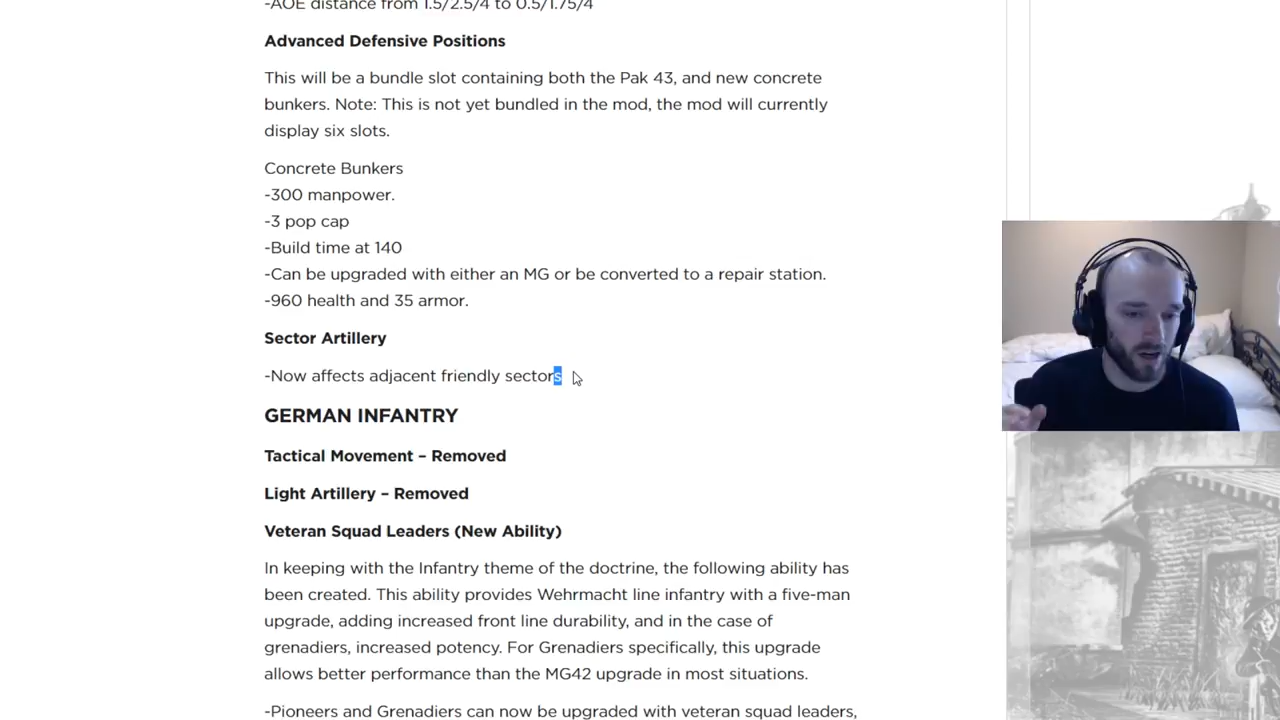 -AOE distance from 1.5/2.5/4 to 0.5/1.75/4
Advanced Defensive Positions
This will be a bundle slot containing both the Pak 43, and new concrete
bunkers. Note: This is not yet bundled in the mod, the mod will currently
display six slots.
Concrete Bunkers
-300 manpower.
-3 pop cap
-Build time at 140
-Can be upgraded with either an MG or be converted to a repair station.
-960 health and 35 armor.
Sector Artillery
-Now affects adjacent friendly sectors
GERMAN INFANTRY
Tactical Movement – Removed
Light Artillery – Removed
Veteran Squad Leaders (New Ability)
In keeping with the Infantry theme of the doctrine, the following ability has
been created. This ability provides Wehrmacht line infantry with a five-man
upgrade, adding increased front line durability, and in the case of
grenadiers, increased potency. For Grenadiers specifically, this upgrade
allows better performance than the MG42 upgrade in most situations.
-Pioneers and Grenadiers can now be upgraded with veteran squad leaders,